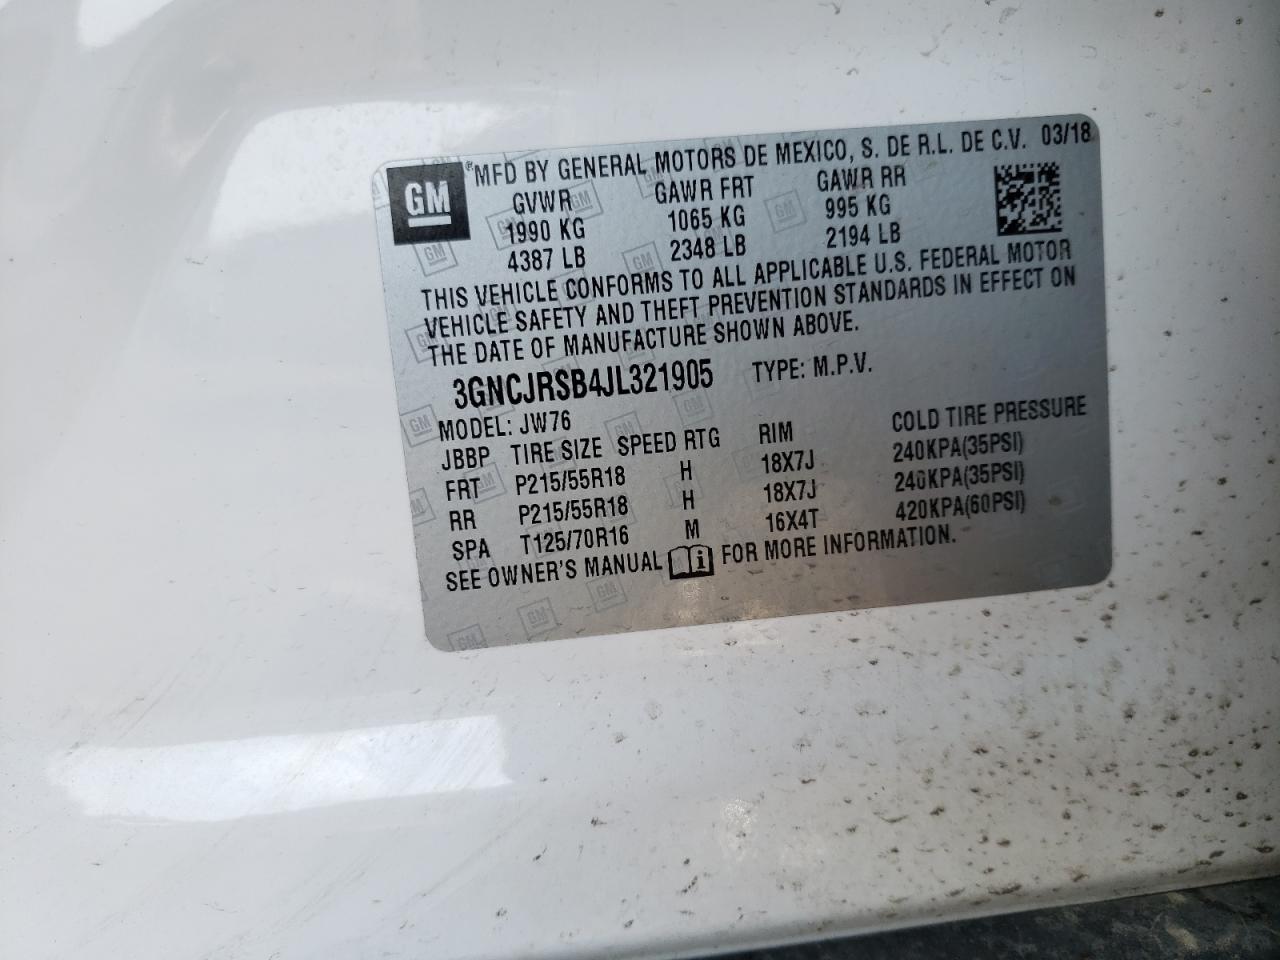 GM ® MFD BY GENERAL MOTORS DE MEXICO, S. DE R.L. DE C.V. 03/18
GVWR GAWR FRT GAWR RR
1990 KG 1065 KG 995 KG
4387 LB 2348 LB 2194 LB
THIS VEHICLE CONFORMS TO ALL APPLICABLE U.S. FEDERAL MOTOR
VEHICLE SAFETY AND THEFT PREVENTION STANDARDS IN EFFECT ON
THE DATE OF MANUFACTURE SHOWN ABOVE.
3GNCJRSB4JL321905 TYPE: M.P.V.
MODEL: JW76
JBBP TIRE SIZE SPEED RTG RIM COLD TIRE PRESSURE
FRT P215/55R18 H 18X7J 240KPA(35PSI)
RR P215/55R18 H 18X7J 240KPA(35PSI)
SPA T125/70R16 M 16X4T 420KPA(60PSI)
SEE OWNER'S MANUAL i FOR MORE INFORMATION.